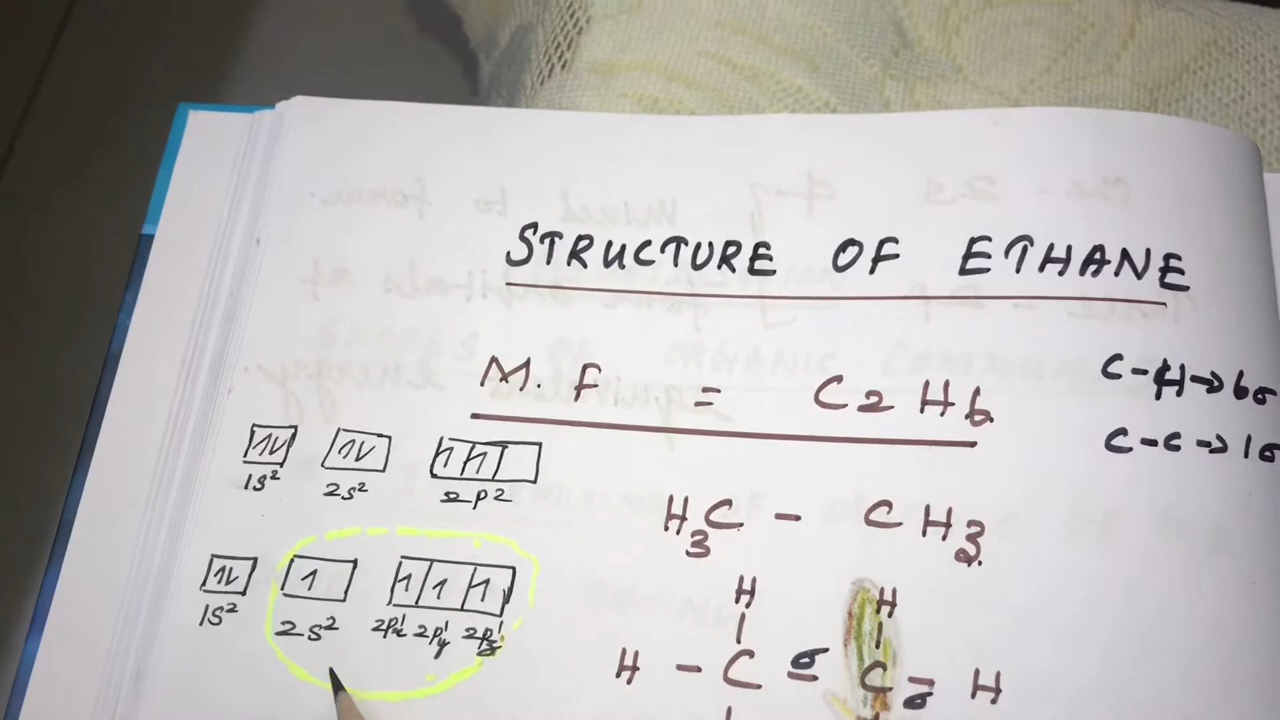 STRUCTURE OF ETHANE
M.F = C2H6
C-H→6σ
C-C→1σ
1s² 2s² 2p²
H₃C - CH₃
1s² 2s² 2px¹ 2py¹ 2pz¹
H H
H - C σ C σ H